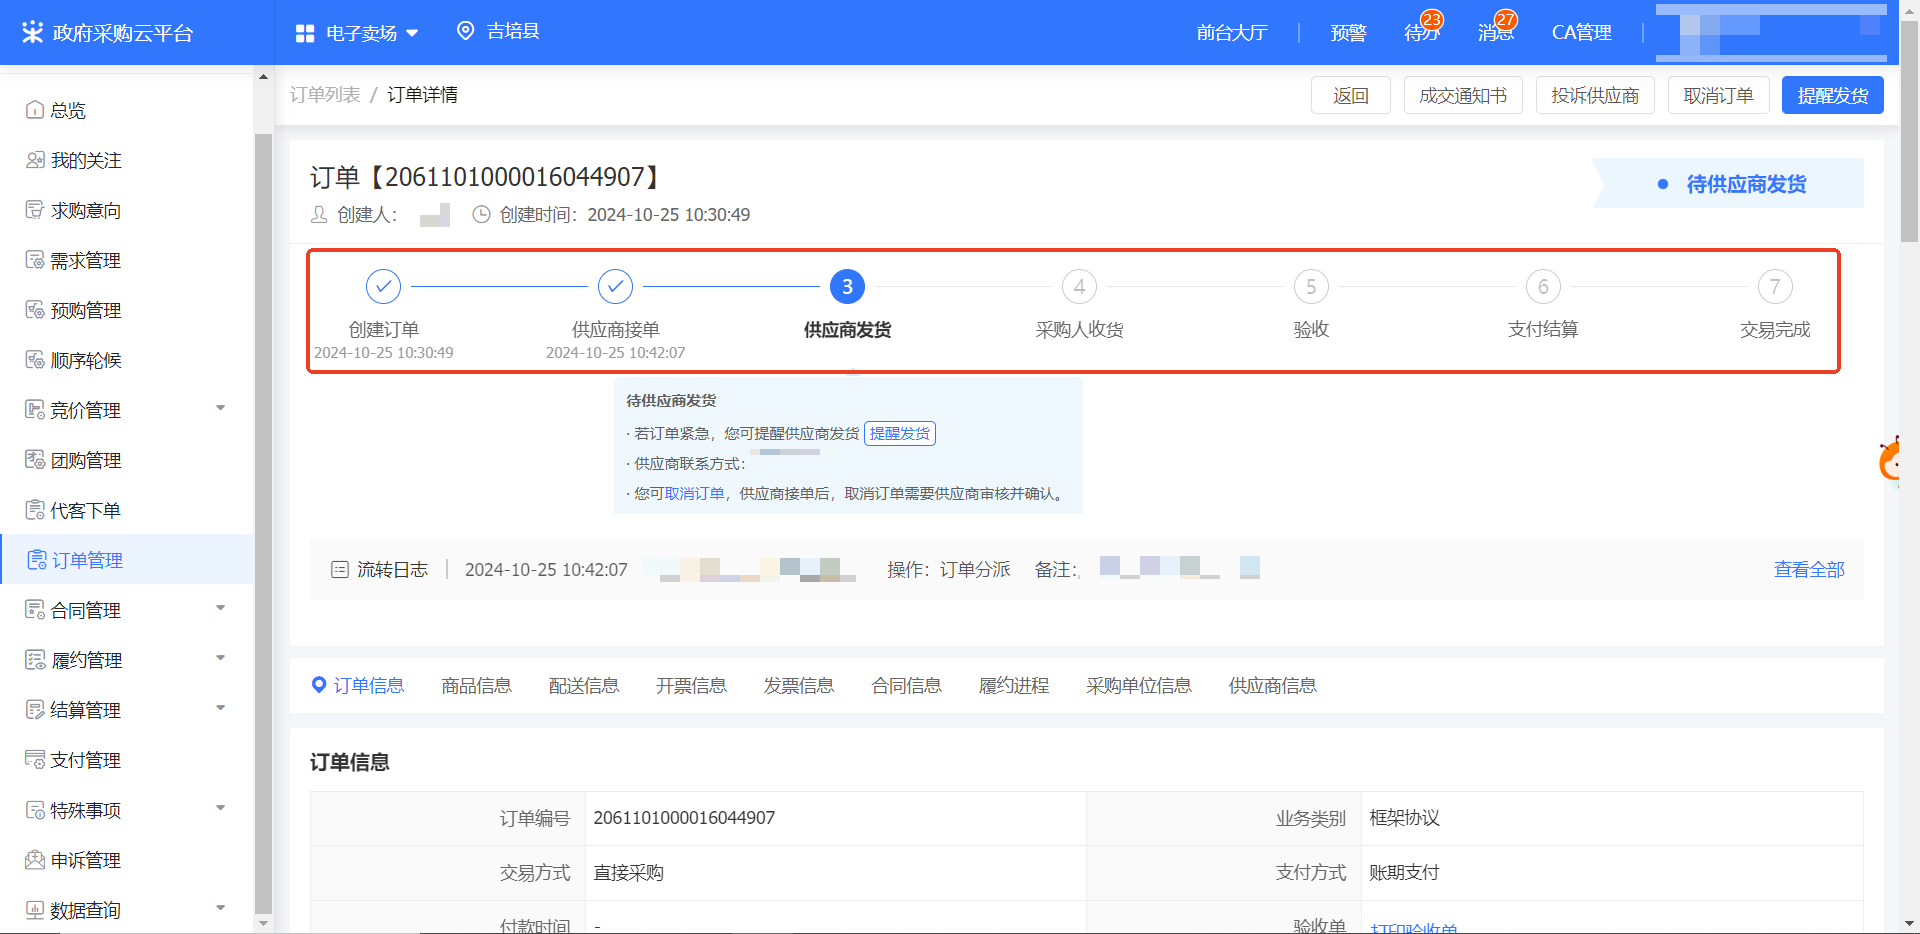 政府采购云平台
电子卖场
吉培县
前台大厅
预警
待办
23
消息
27
CA管理
总览
我的关注
求购意向
需求管理
预购管理
顺序轮候
竞价管理
团购管理
代客下单
订单管理
合同管理
履约管理
结算管理
支付管理
特殊事项
申诉管理
数据查询
订单列表 / 订单详情
返回
成交通知书
投诉供应商
取消订单
提醒发货
订单【2061101000016044907】
创建人：
创建时间：2024-10-25 10:30:49
待供应商发货
3
4
5
6
7
创建订单
供应商接单
供应商发货
采购人收货
验收
支付结算
交易完成
2024-10-25 10:30:49
2024-10-25 10:42:07
待供应商发货
· 若订单紧急，您可提醒供应商发货 提醒发货
· 供应商联系方式：
· 您可取消订单，供应商接单后，取消订单需要供应商审核并确认。
流转日志
2024-10-25 10:42:07
操作：订单分派
备注：
查看全部
订单信息
商品信息
配送信息
开票信息
发票信息
合同信息
履约进程
采购单位信息
供应商信息
订单信息
订单编号 2061101000016044907 业务类别 框架协议
交易方式 直接采购 支付方式 账期支付
付款时间 - 验收单 打印验收单